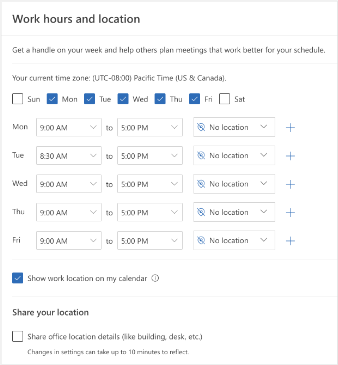 Work hours and location
Get a handle on your week and help others plan meetings that work better for your schedule.
Your current time zone: (UTC-08:00) Pacific Time (US & Canada).
Sun Mon Tue Wed Thu Fri Sat
Mon 9:00 AM to 5:00 PM No location
Tue 8:30 AM to 5:00 PM No location
Wed 9:00 AM to 5:00 PM No location
Thu 9:00 AM to 5:00 PM No location
Fri 9:00 AM to 5:00 PM No location
Show work location on my calendar
Share your location
Share office location details (like building, desk, etc.)
Changes in settings can take up to 10 minutes to reflect.